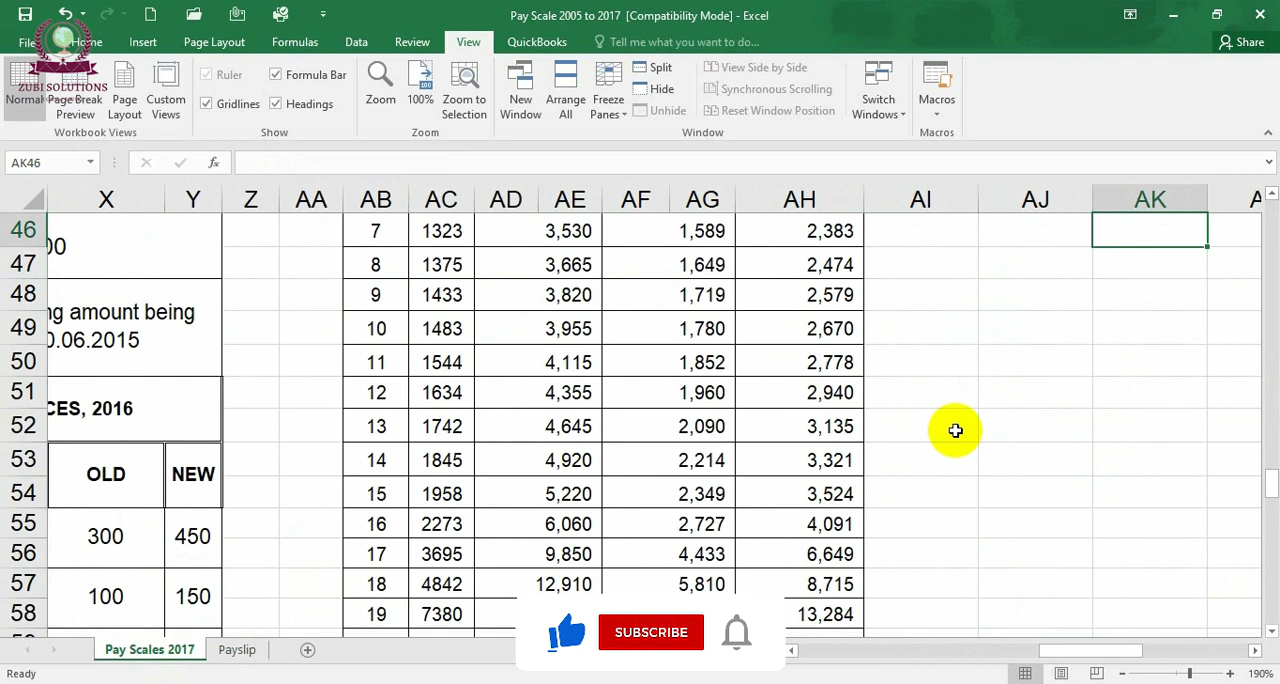 Pay Scale 2005 to 2017 [Compatibility Mode] - Excel
File Home Insert Page Layout Formulas Data Review View QuickBooks Tell me what you want to do... Share
ZUBI SOLUTIONS
Normal Page Break Preview Page Layout Custom Views
Workbook Views
Ruler Formula Bar
Gridlines Headings
Show
Zoom 100% Zoom to Selection
Zoom
New Window Arrange All Freeze Panes
Split View Side by Side
Hide Synchronous Scrolling
Unhide Reset Window Position
Window
Switch Windows
Macros
Macros
AK46 fx
X Y Z AA AB AC AD AE AF AG AH AI AJ AK
46 00 7 1323 3,530 1,589 2,383
47 8 1375 3,665 1,649 2,474
48 ng amount being 9 1433 3,820 1,719 2,579
49 0.06.2015 10 1483 3,955 1,780 2,670
50 11 1544 4,115 1,852 2,778
51 CES, 2016 12 1634 4,355 1,960 2,940
52 13 1742 4,645 2,090 3,135
53 OLD NEW 14 1845 4,920 2,214 3,321
54 15 1958 5,220 2,349 3,524
55 300 450 16 2273 6,060 2,727 4,091
56 17 3695 9,850 4,433 6,649
57 100 150 18 4842 12,910 5,810 8,715
58 19 7380 13,284
SUBSCRIBE
Pay Scales 2017 Payslip
Ready 190%